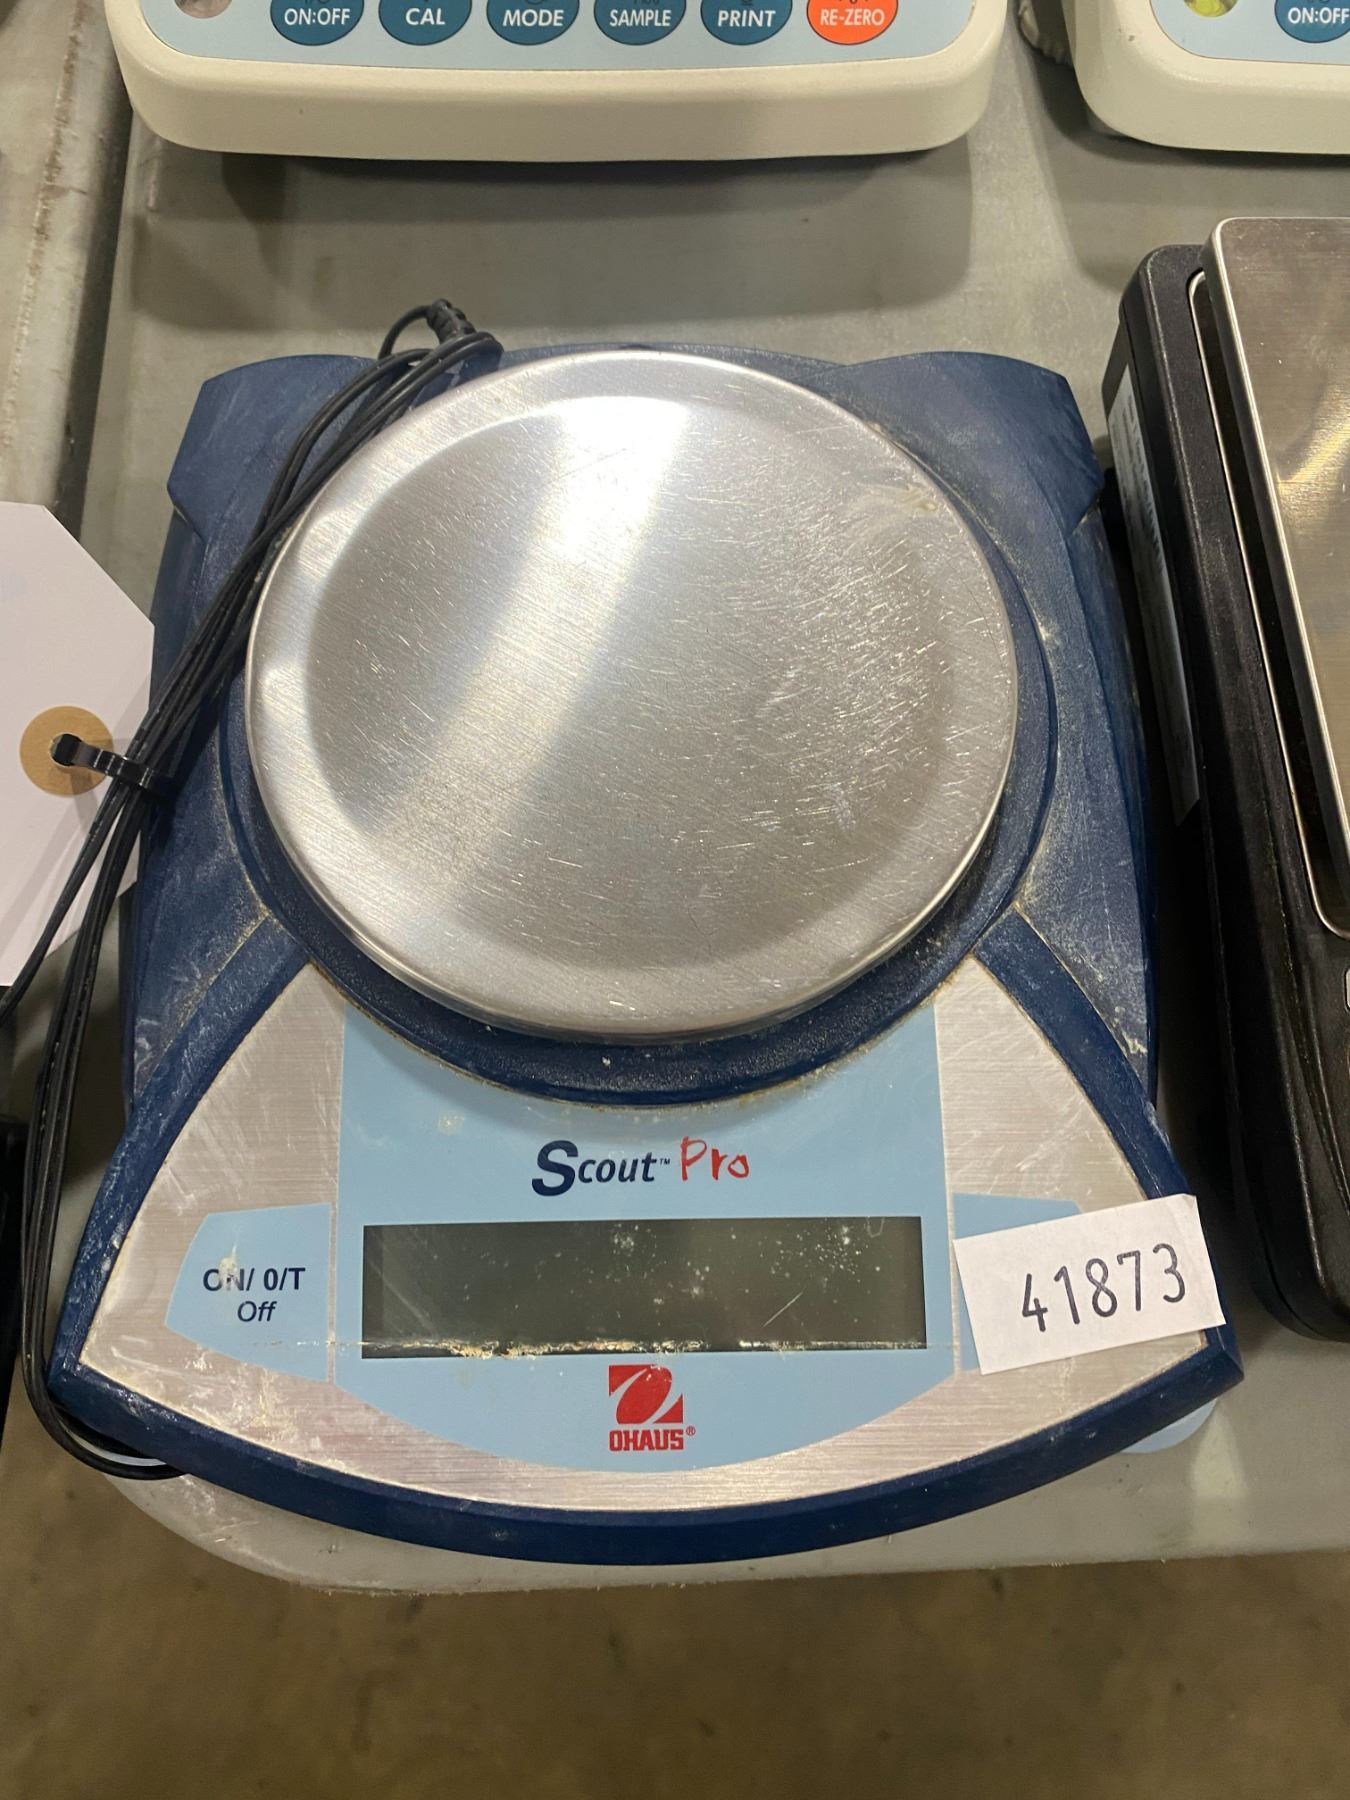 ON:OFF
CAL
MODE
SAMPLE
PRINT
RE-ZERO
ON:OFF
Scout™ Pro
ON/ 0/T
Off
41873
OHAUS®